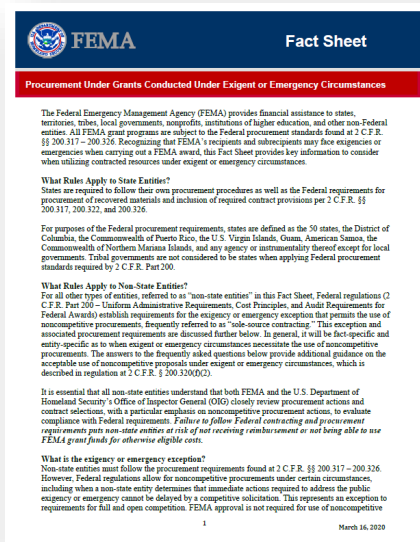 FEMA
Fact Sheet
Procurement Under Grants Conducted Under Exigent or Emergency Circumstances
The Federal Emergency Management Agency (FEMA) provides financial assistance to states,
territories, tribes, local governments, nonprofits, institutions of higher education, and other non-Federal
entities. All FEMA grant programs are subject to the Federal procurement standards found at 2 C.F.R.
§§ 200.317 – 200.326. Recognizing that FEMA's recipients and subrecipients may face exigencies or
emergencies when carrying out a FEMA award, this Fact Sheet provides key information to consider
when utilizing contracted resources under exigent or emergency circumstances.
What Rules Apply to State Entities?
States are required to follow their own procurement procedures as well as the Federal requirements for
procurement of recovered materials and inclusion of required contract provisions per 2 C.F.R. §§
200.317, 200.322, and 200.326.
For purposes of the Federal procurement requirements, states are defined as the 50 states, the District of
Columbia, the Commonwealth of Puerto Rico, the U.S. Virgin Islands, Guam, American Samoa, the
Commonwealth of Northern Mariana Islands, and any agency or instrumentality thereof except for local
governments. Tribal governments are not considered to be states when applying Federal procurement
standards required by 2 C.F.R. Part 200.
What Rules Apply to Non-State Entities?
For all other types of entities, referred to as "non-state entities" in this Fact Sheet, Federal regulations (2
C.F.R. Part 200 – Uniform Administrative Requirements, Cost Principles, and Audit Requirements for
Federal Awards) establish requirements for the exigency or emergency exception that permits the use of
noncompetitive procurements, frequently referred to as "sole-source contracting." This exception and
associated procurement requirements are discussed further below. In general, it will be fact-specific and
entity-specific as to when exigent or emergency circumstances necessitate the use of noncompetitive
procurements. The answers to the frequently asked questions below provide additional guidance on the
acceptable use of noncompetitive proposals under exigent or emergency circumstances, which is
described in regulation at 2 C.F.R. § 200.320(f)(2).
It is essential that all non-state entities understand that both FEMA and the U.S. Department of
Homeland Security's Office of Inspector General (OIG) closely review procurement actions and
contract selections, with a particular emphasis on noncompetitive procurement actions, to evaluate
compliance with Federal requirements. Failure to follow Federal contracting and procurement
requirements puts non-state entities at risk of not receiving reimbursement or not being able to use
FEMA grant funds for otherwise eligible costs.
What is the exigency or emergency exception?
Non-state entities must follow the procurement requirements found at 2 C.F.R. §§ 200.317 – 200.326.
However, Federal regulations allow for noncompetitive procurements under certain circumstances,
including when a non-state entity determines that immediate actions required to address the public
exigency or emergency cannot be delayed by a competitive solicitation. This represents an exception to
requirements for full and open competition. FEMA approval is not required for use of noncompetitive
1
March 16, 2020